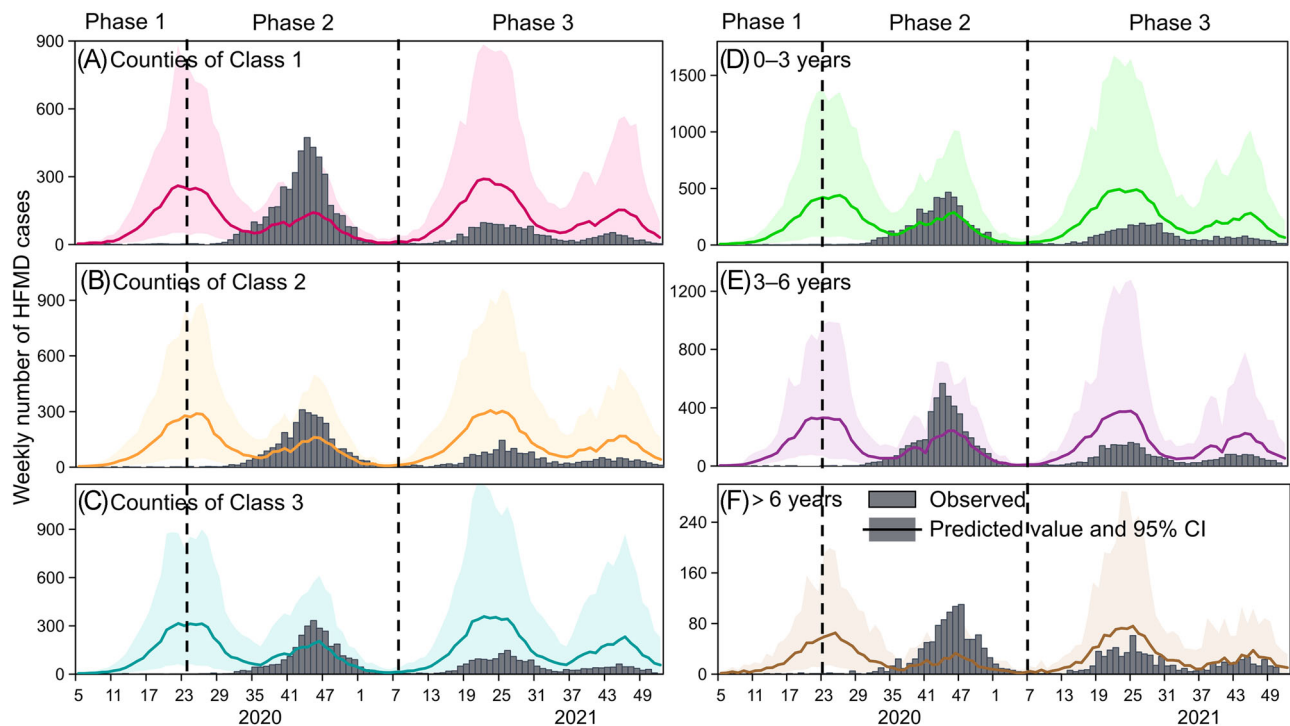 Phase 1 Phase 2 Phase 3
Phase 1 Phase 2 Phase 3
Weekly number of HFMD cases
(A) Counties of Class 1
900
600
300
0
(B) Counties of Class 2
900
600
300
0
(C) Counties of Class 3
900
600
300
0
5 11 17 23 29 35 41 47 1 7 13 19 25 31 37 43 49
2020 2021
(D) 0–3 years
1500
1000
500
0
(E) 3–6 years
1200
800
400
0
(F) > 6 years
Observed
Predicted value and 95% CI
240
160
80
0
5 11 17 23 29 35 41 47 1 7 13 19 25 31 37 43 49
2020 2021